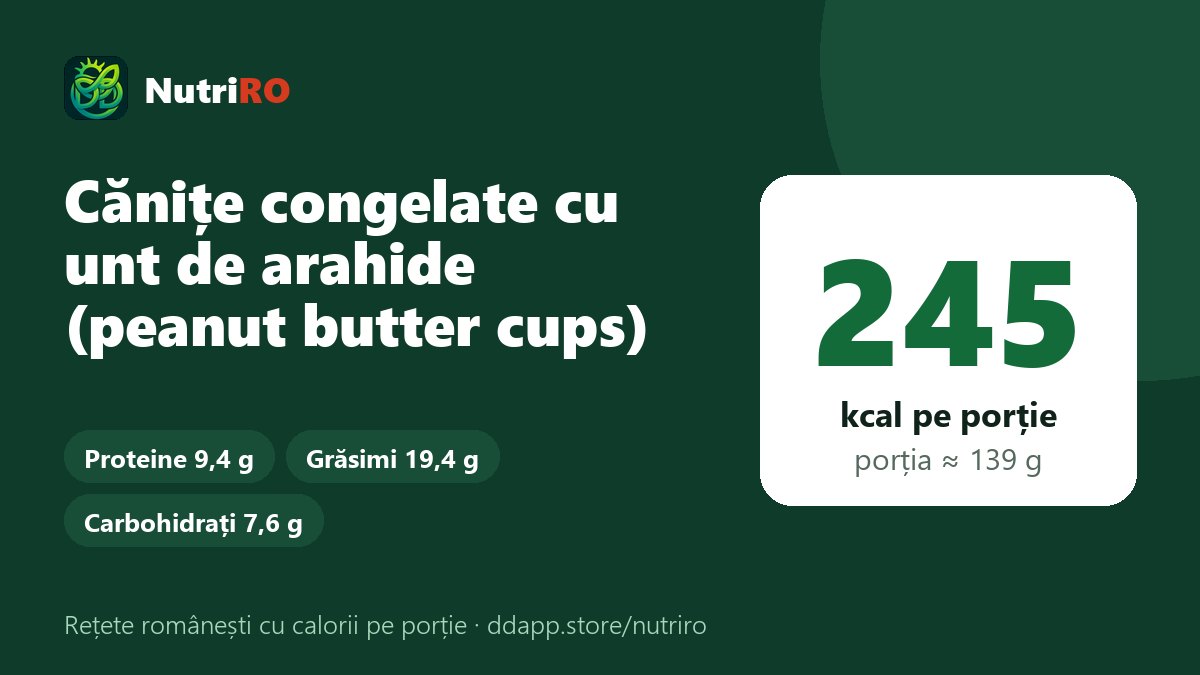 NutriRO
Cănițe congelate cu
unt de arahide
(peanut butter cups)
Proteine 9,4 g
Grăsimi 19,4 g
Carbohidrați 7,6 g
245
kcal pe porție
porția ≈ 139 g
Rețete românești cu calorii pe porție · ddapp.store/nutriro